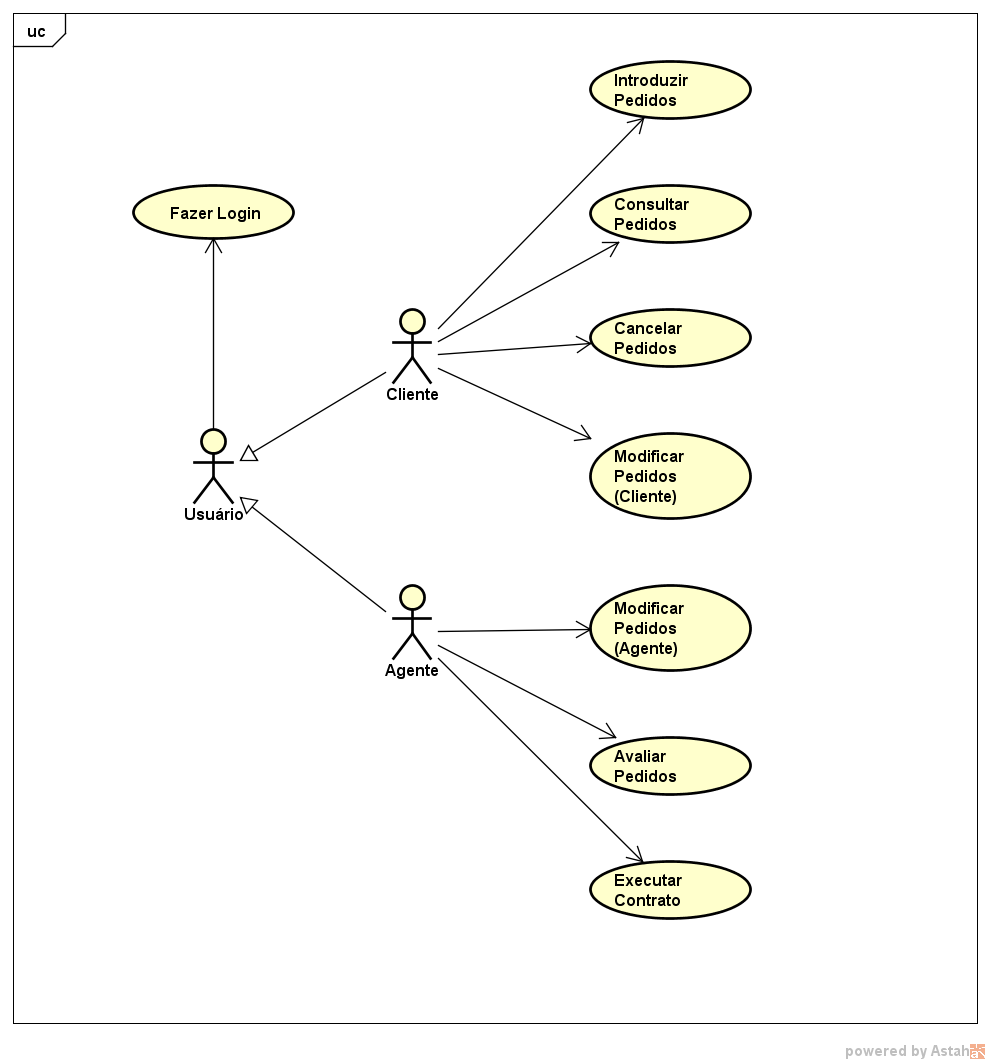 uc
Introduzir
Pedidos
Fazer Login
Consultar
Pedidos
Cancelar
Pedidos
Cliente
Modificar
Pedidos
(Cliente)
Usuário
Modificar
Pedidos
(Agente)
Agente
Avaliar
Pedidos
Executar
Contrato
powered by Astah